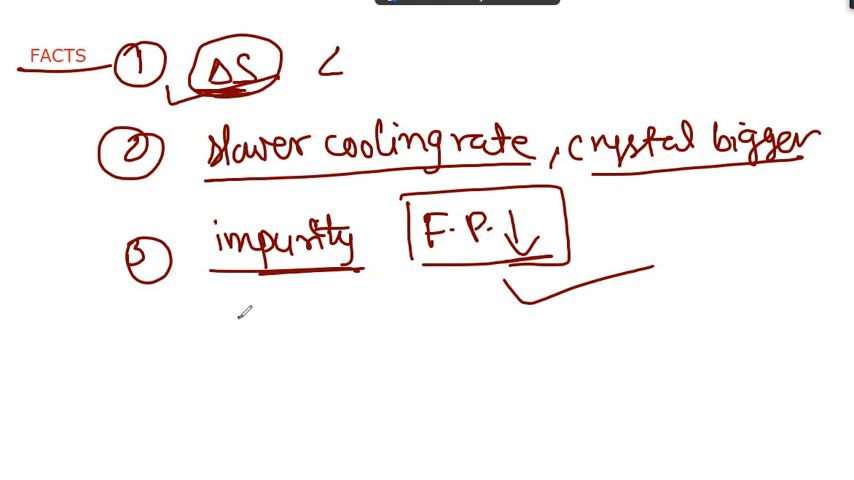 FACTS ① ΔS <
② slower cooling rate, crystal bigger
③ impurity F.P. ↓